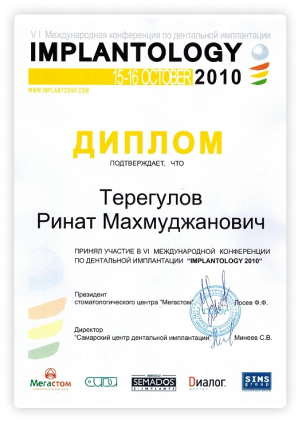 VI Международная конференция по дентальной имплантации
IMPLANTOLOGY
15-16 OCTOBER 2010
WWW.IMPLANTCONF.COM
ДИПЛОМ
ПОДТВЕРЖДАЕТ, ЧТО
Терегулов
Ринат Махмуджанович
ПРИНЯЛ УЧАСТИЕ В VI МЕЖДУНАРОДНОЙ КОНФЕРЕНЦИИ
ПО ДЕНТАЛЬНОЙ ИМПЛАНТАЦИИ "IMPLANTOLOGY 2010"
Президент
стоматологического центра "Мегастом" Лосев Ф.Ф.
Директор
"Самарский центр дентальной имплантации" Минеев С.В.
Мегастом
SEMADOS
Диалог
SIMS
group